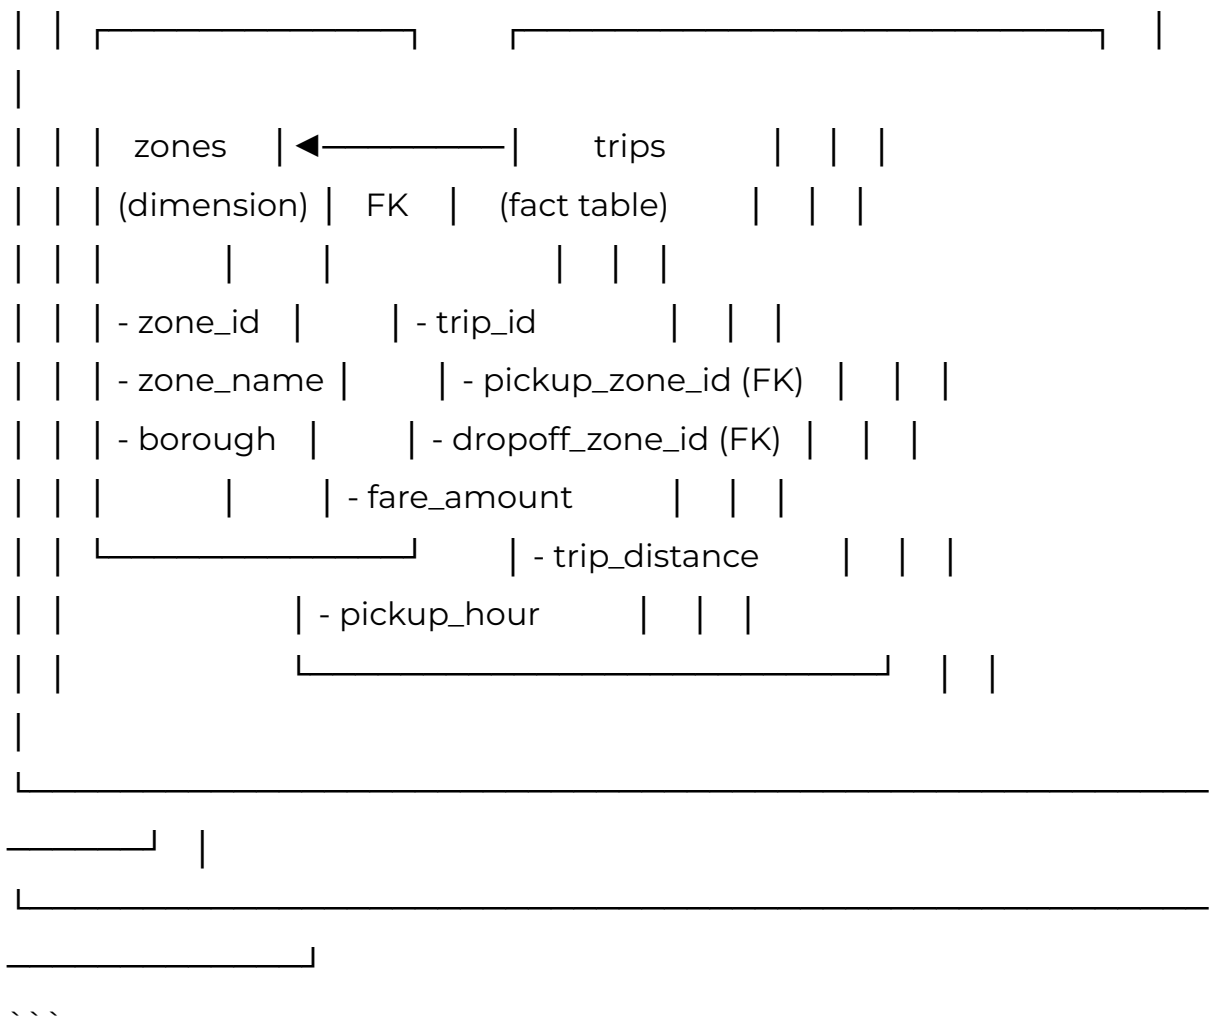 │ │ ┌──────────────┐ ┌──────────────────────────┐ │
│
│ │ │ zones │◄────────│ trips │ │ │
│ │ │ (dimension) │ FK │ (fact table) │ │ │
│ │ │ │ │ │ │ │
│ │ │ - zone_id │ │ - trip_id │ │ │
│ │ │ - zone_name │ │ - pickup_zone_id (FK) │ │ │
│ │ │ - borough │ │ - dropoff_zone_id (FK) │ │ │
│ │ │ │ │ - fare_amount │ │ │
│ │ └──────────────┘ │ - trip_distance │ │ │
│ │ │ - pickup_hour │ │ │
│ │ └──────────────────────────┘ │ │
│
└─────────────────────────────────────────────────────
──────┘ │
└─────────────────────────────────────────────────────
─────────────┘
```